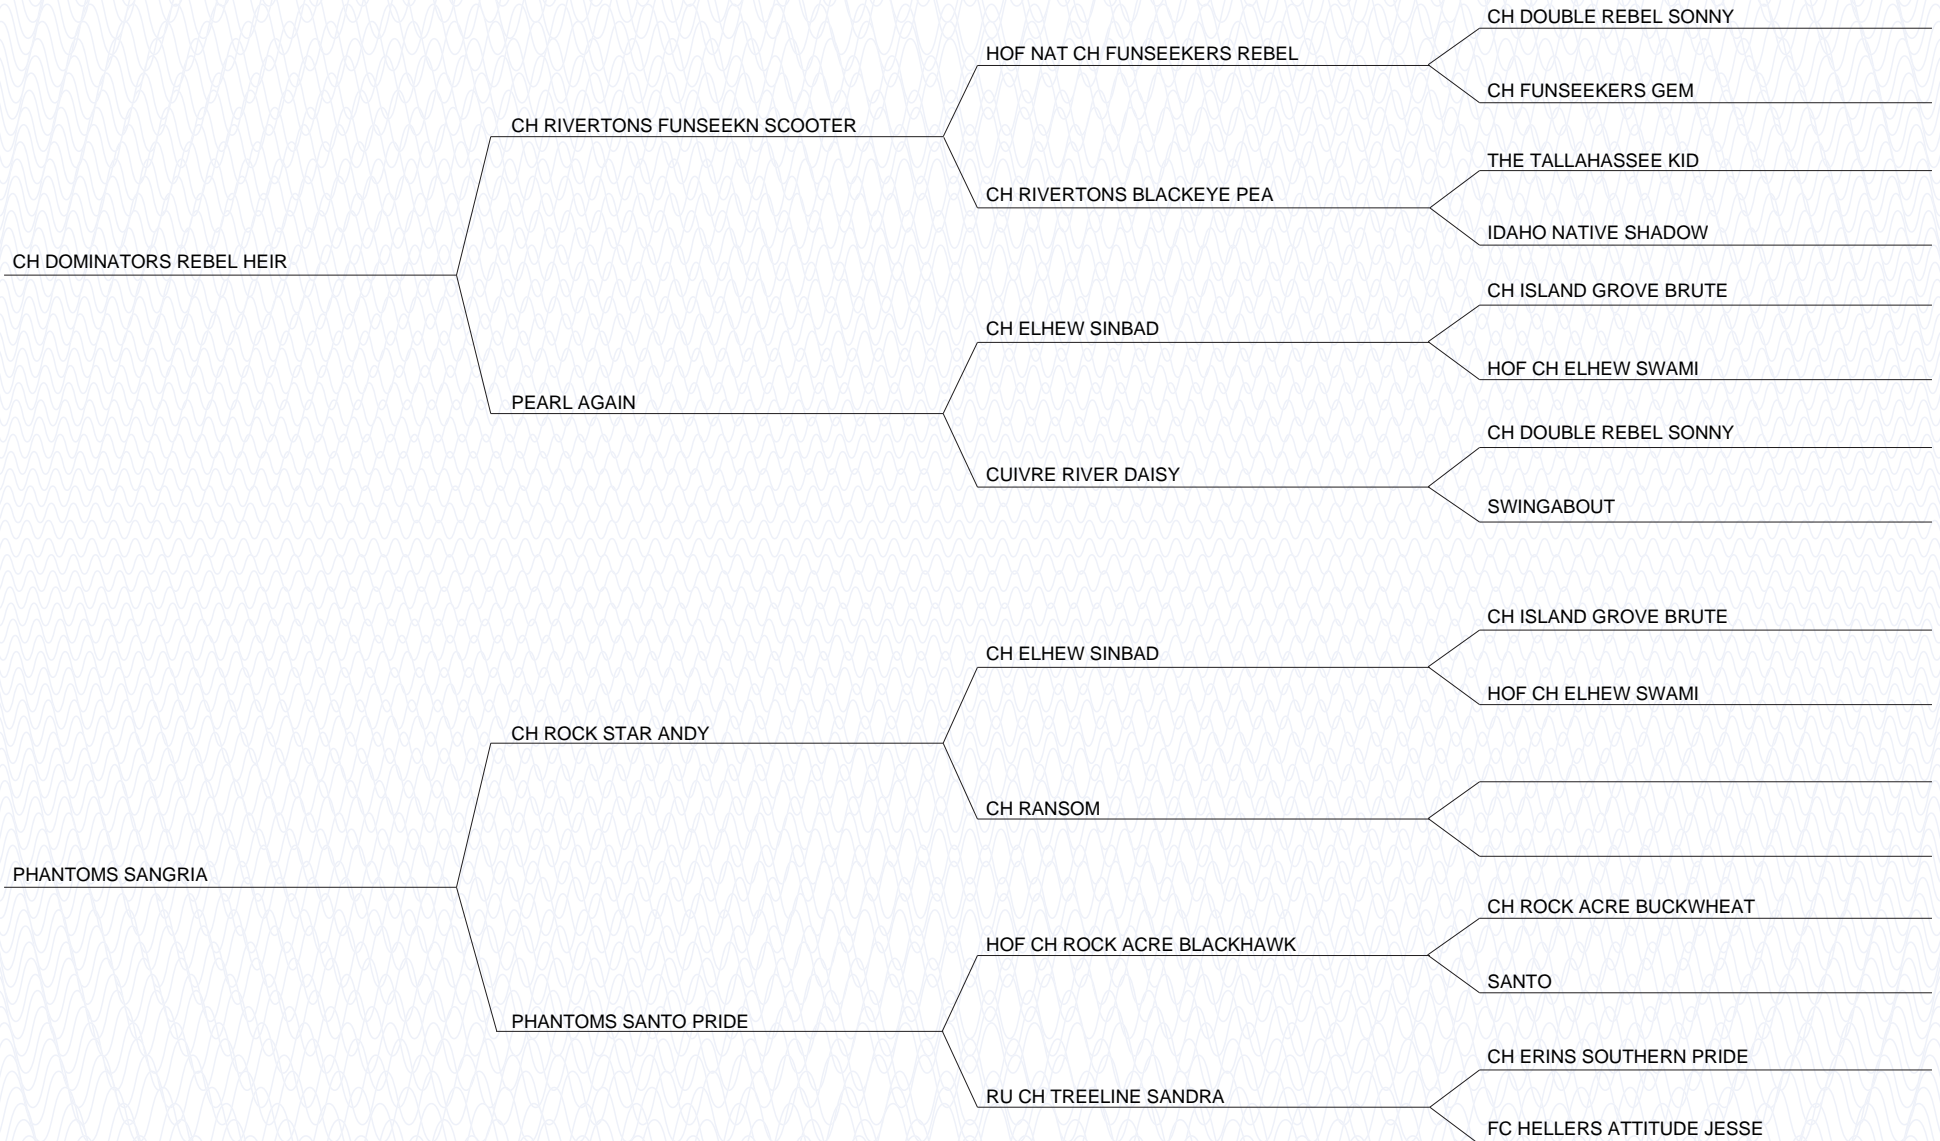 CH DOUBLE REBEL SONNY
HOF NAT CH FUNSEEKERS REBEL
CH FUNSEEKERS GEM
CH RIVERTONS FUNSEEKN SCOOTER
THE TALLAHASSEE KID
CH RIVERTONS BLACKEYE PEA
IDAHO NATIVE SHADOW
CH DOMINATORS REBEL HEIR
CH ISLAND GROVE BRUTE
CH ELHEW SINBAD
HOF CH ELHEW SWAMI
PEARL AGAIN
CH DOUBLE REBEL SONNY
CUIVRE RIVER DAISY
SWINGABOUT
CH ISLAND GROVE BRUTE
CH ELHEW SINBAD
HOF CH ELHEW SWAMI
CH ROCK STAR ANDY
CH RANSOM
PHANTOMS SANGRIA
CH ROCK ACRE BUCKWHEAT
HOF CH ROCK ACRE BLACKHAWK
SANTO
PHANTOMS SANTO PRIDE
CH ERINS SOUTHERN PRIDE
RU CH TREELINE SANDRA
FC HELLERS ATTITUDE JESSE